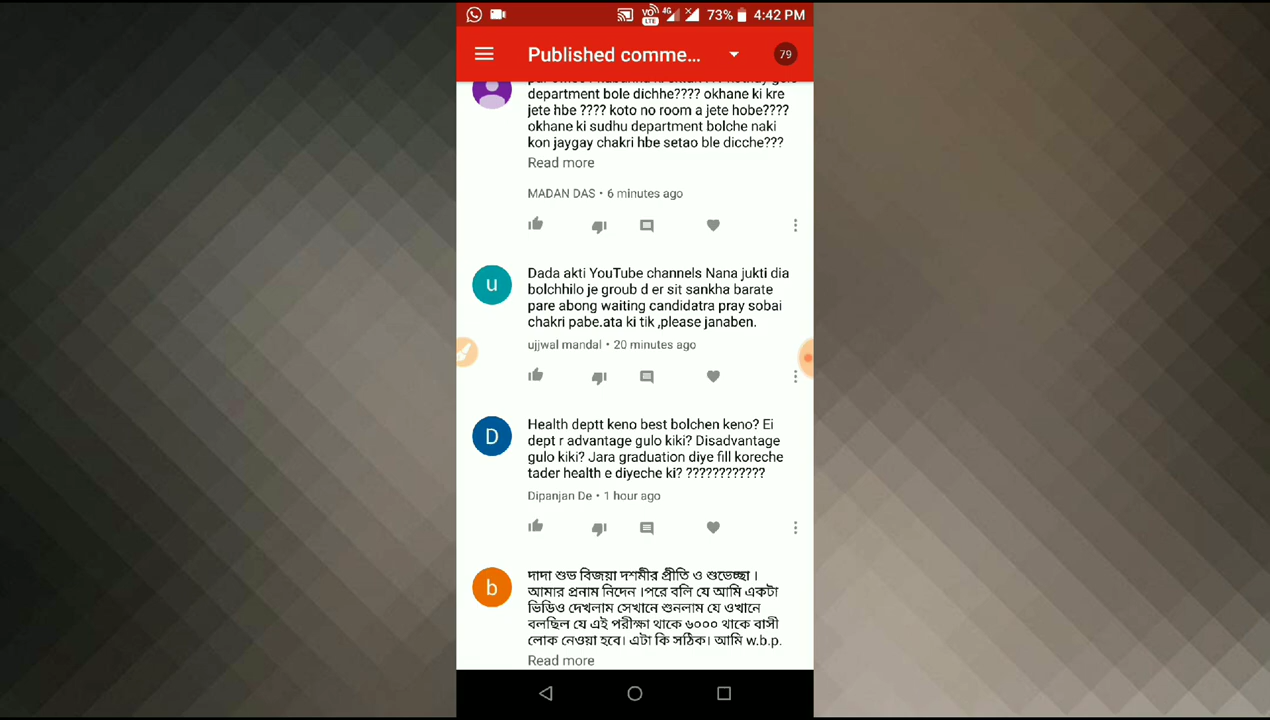 VO LTE 4G 73% 4:42 PM
Published comme... 79
department bole dichhe???? okhane ki kre
jete hbe ???? koto no room a jete hobe????
okhane ki sudhu department bolche naki
kon jaygay chakri hbe setao ble dicche???
Read more
MADAN DAS • 6 minutes ago
u
Dada akti YouTube channels Nana jukti dia
bolchhilo je groub d er sit sankha barate
pare abong waiting candidatra pray sobai
chakri pabe.ata ki tik ,please janaben.
ujjwal mandal • 20 minutes ago
D
Health deptt keno best bolchen keno? Ei
dept r advantage gulo kiki? Disadvantage
gulo kiki? Jara graduation diye fill koreche
tader health e diyeche ki? ????????????
Dipanjan De • 1 hour ago
b
দাদা শুভ বিজয়া দশমীর প্রীতি ও শুভেচ্ছা ।
আমার প্রনাম নিদেন ।পরে বলি যে আমি একটা
ভিডিও দেখলাম সেখানে শুনলাম যে ওখানে
বলছিল যে এই পরীক্ষা থাকে ৬০০০ থাকে বাসী
লোক নেওয়া হবে। এটা কি সঠিক। আমি w.b.p.
Read more